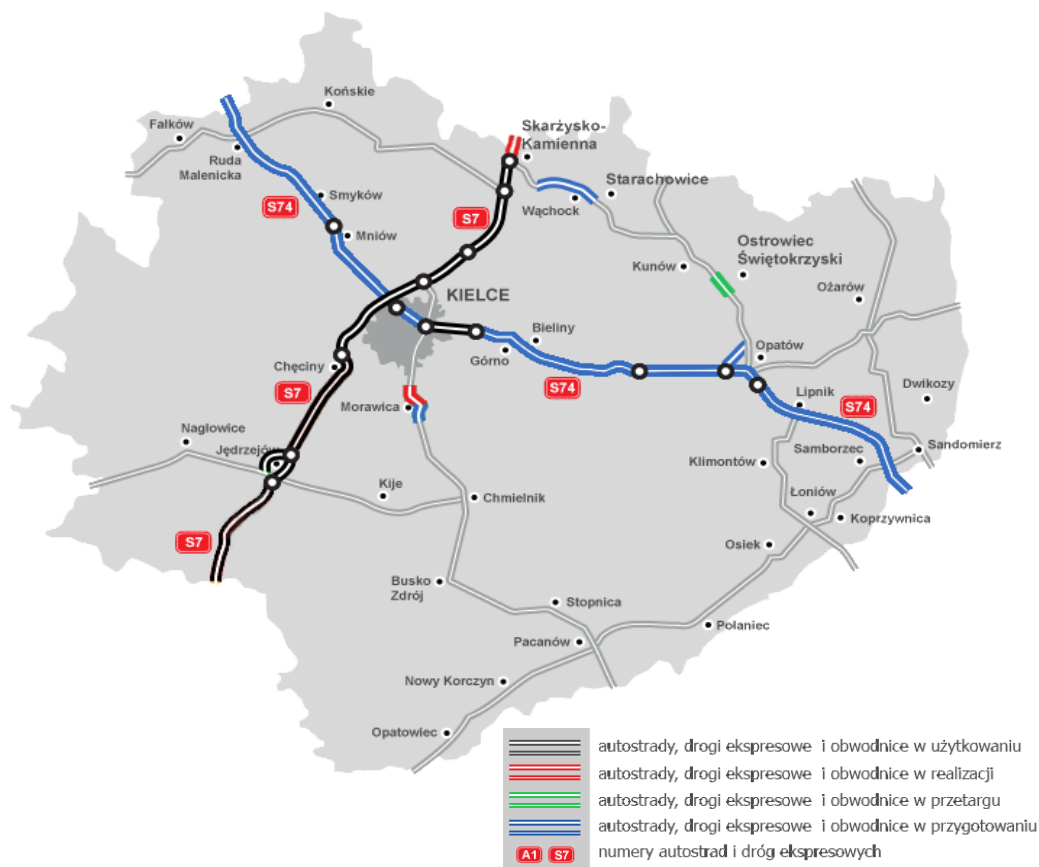 Końskie
Fałków
Ruda
Malenicka
Skarżysko-
Kamienna
Smyków
S74
Starachowice
Wąchock
S7
Mniów
Ostrowiec
Świętokrzyski
Kunów
KIELCE
Ożarów
Bieliny
Górno
Opatów
Chęciny
S7
S74
Lipnik
Dwikozy
S74
Morawica
Nagłowice
Jędrzejów
Klimontów
Samborzec
Sandomierz
Kije
Chmielnik
Łoniów
Koprzywnica
S7
Osiek
Busko
Zdrój
Stopnica
Połaniec
Pacanów
Nowy Korczyn
Opatowiec
autostrady, drogi ekspresowe i obwodnice w użytkowaniu
autostrady, drogi ekspresowe i obwodnice w realizacji
autostrady, drogi ekspresowe i obwodnice w przetargu
autostrady, drogi ekspresowe i obwodnice w przygotowaniu
A1 S7 numery autostrad i dróg ekspresowych